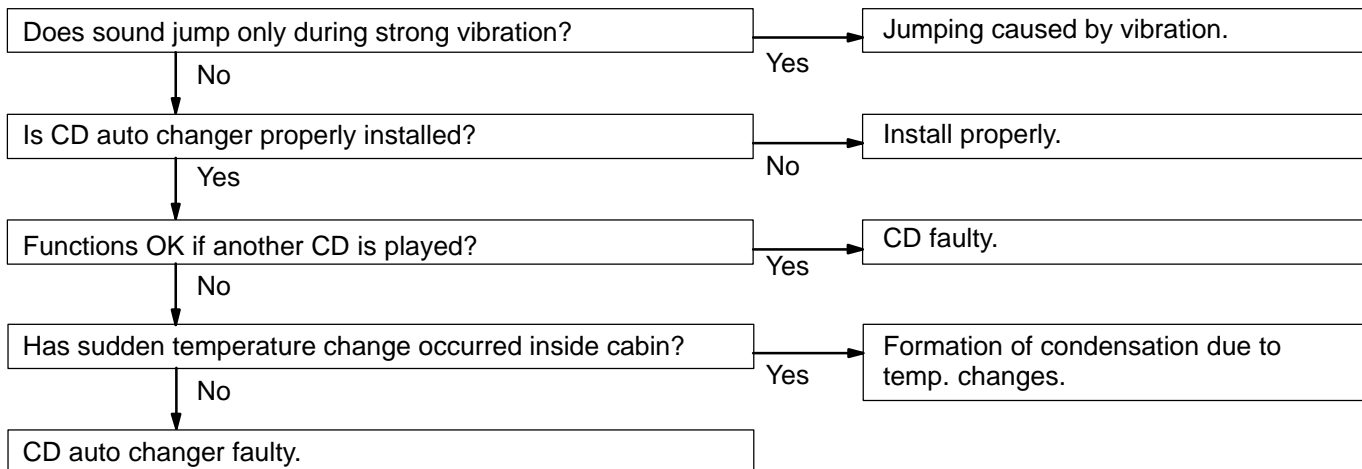 Does sound jump only during strong vibration?
Yes
Jumping caused by vibration.
No
Is CD auto changer properly installed?
No
Install properly.
Yes
Functions OK if another CD is played?
Yes
CD faulty.
No
Has sudden temperature change occurred inside cabin?
Yes
Formation of condensation due to
temp. changes.
No
CD auto changer faulty.